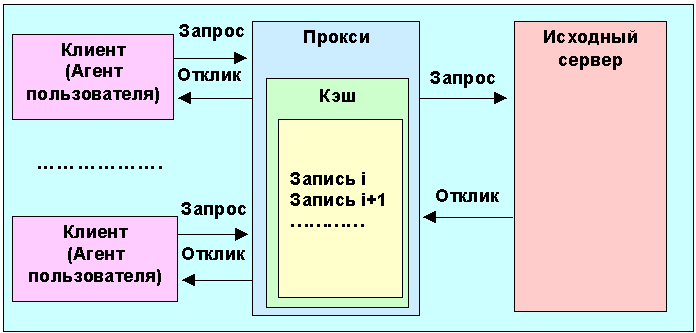 Клиент
(Агент
пользователя)
Запрос
Отклик
……………….
Клиент
(Агент
пользователя)
Запрос
Отклик
Прокси
Кэш
Запись i
Запись i+1
…………
Запрос
Отклик
Исходный
сервер